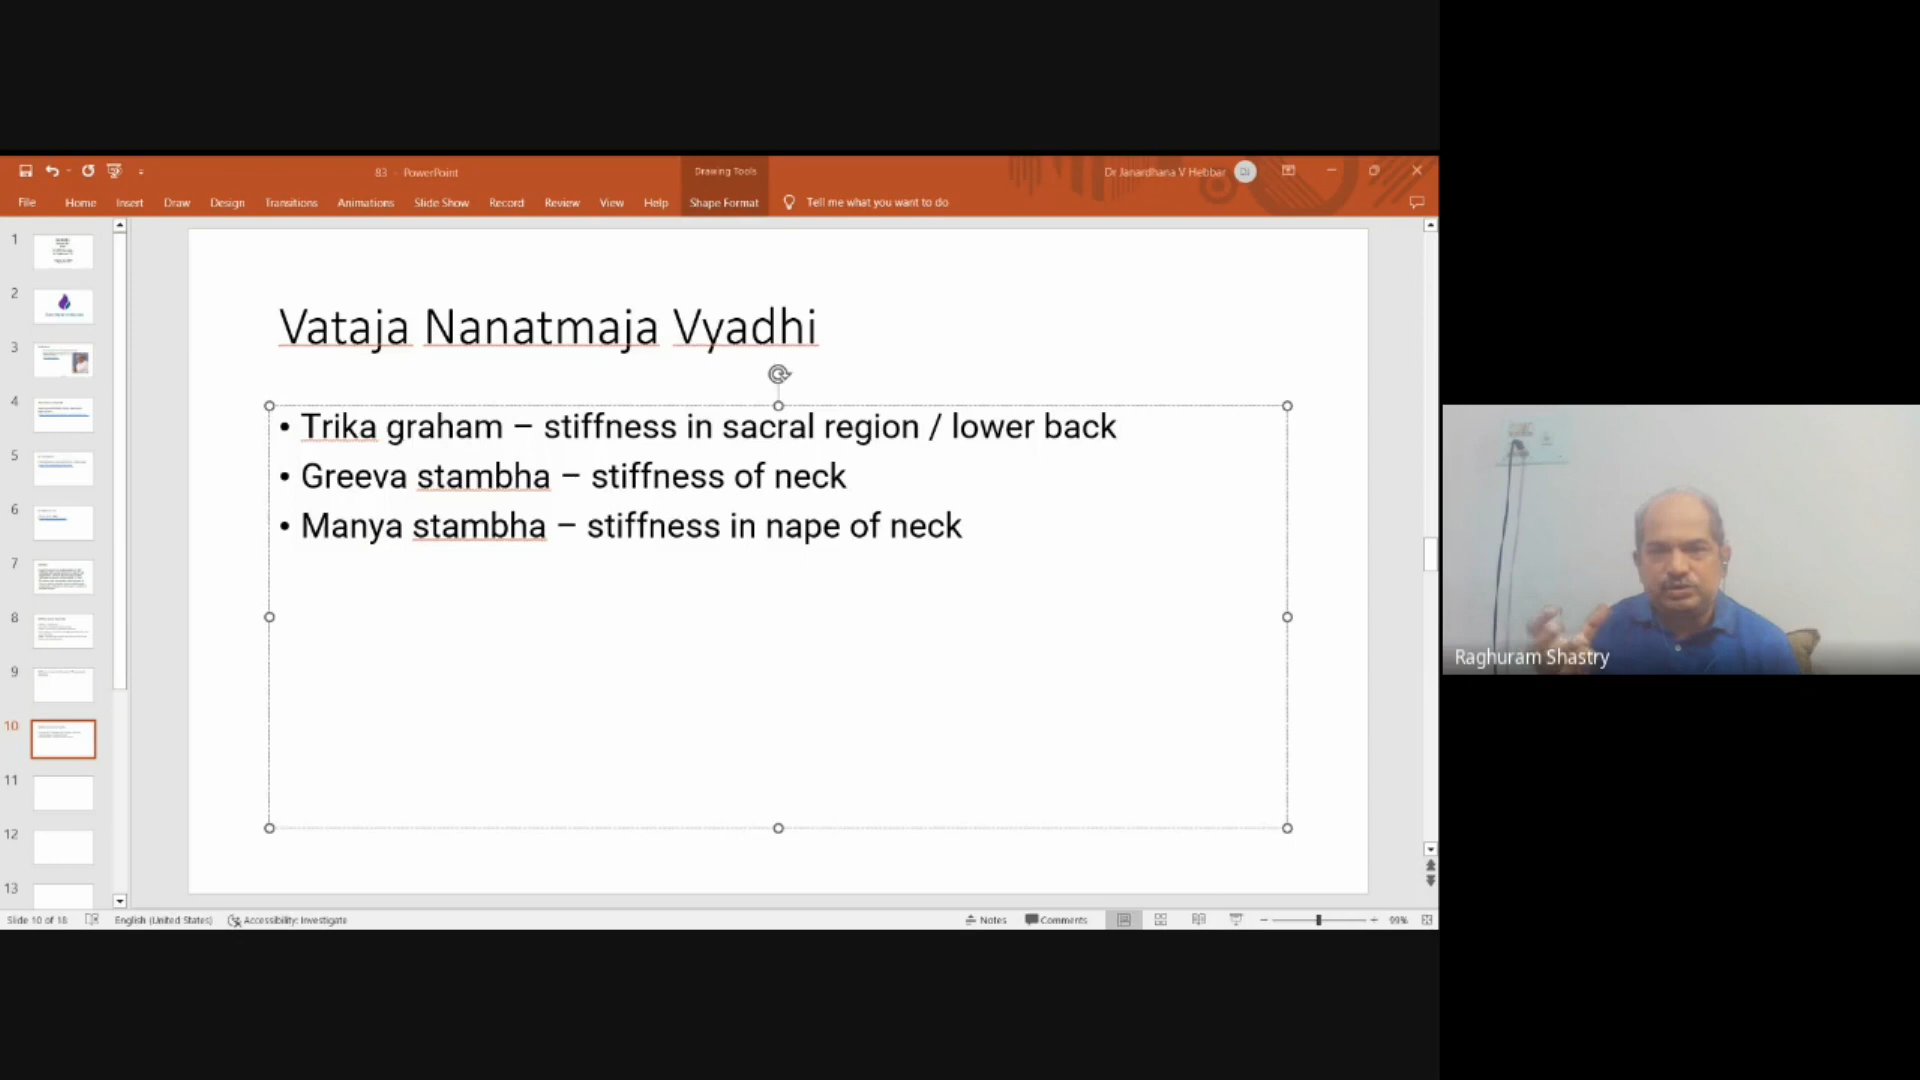 83 - PowerPoint
Drawing Tools
Dr Janardhana V Hebbar
File Home Insert Draw Design Transitions Animations Slide Show Record Review View Help Shape Format Tell me what you want to do
1
2
3
4
5
6
7
8
9
10
11
12
13
Vataja Nanatmaja Vyadhi
• Trika graham – stiffness in sacral region / lower back
• Greeva stambha – stiffness of neck
• Manya stambha – stiffness in nape of neck
Raghuram Shastry
Slide 10 of 18 English (United States) Accessibility: Investigate Notes Comments 99%